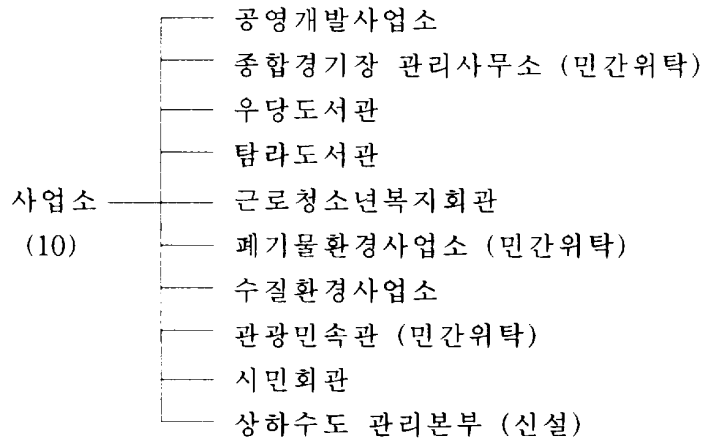 공영개발사업소
종합경기장 관리사무소 (민간위탁)
우당도서관
탐라도서관
사업소
근로청소년복지회관
(10)
폐기물환경사업소 (민간위탁)
수질환경사업소
관광민속관 (민간위탁)
시민회관
상하수도 관리본부 (신설)